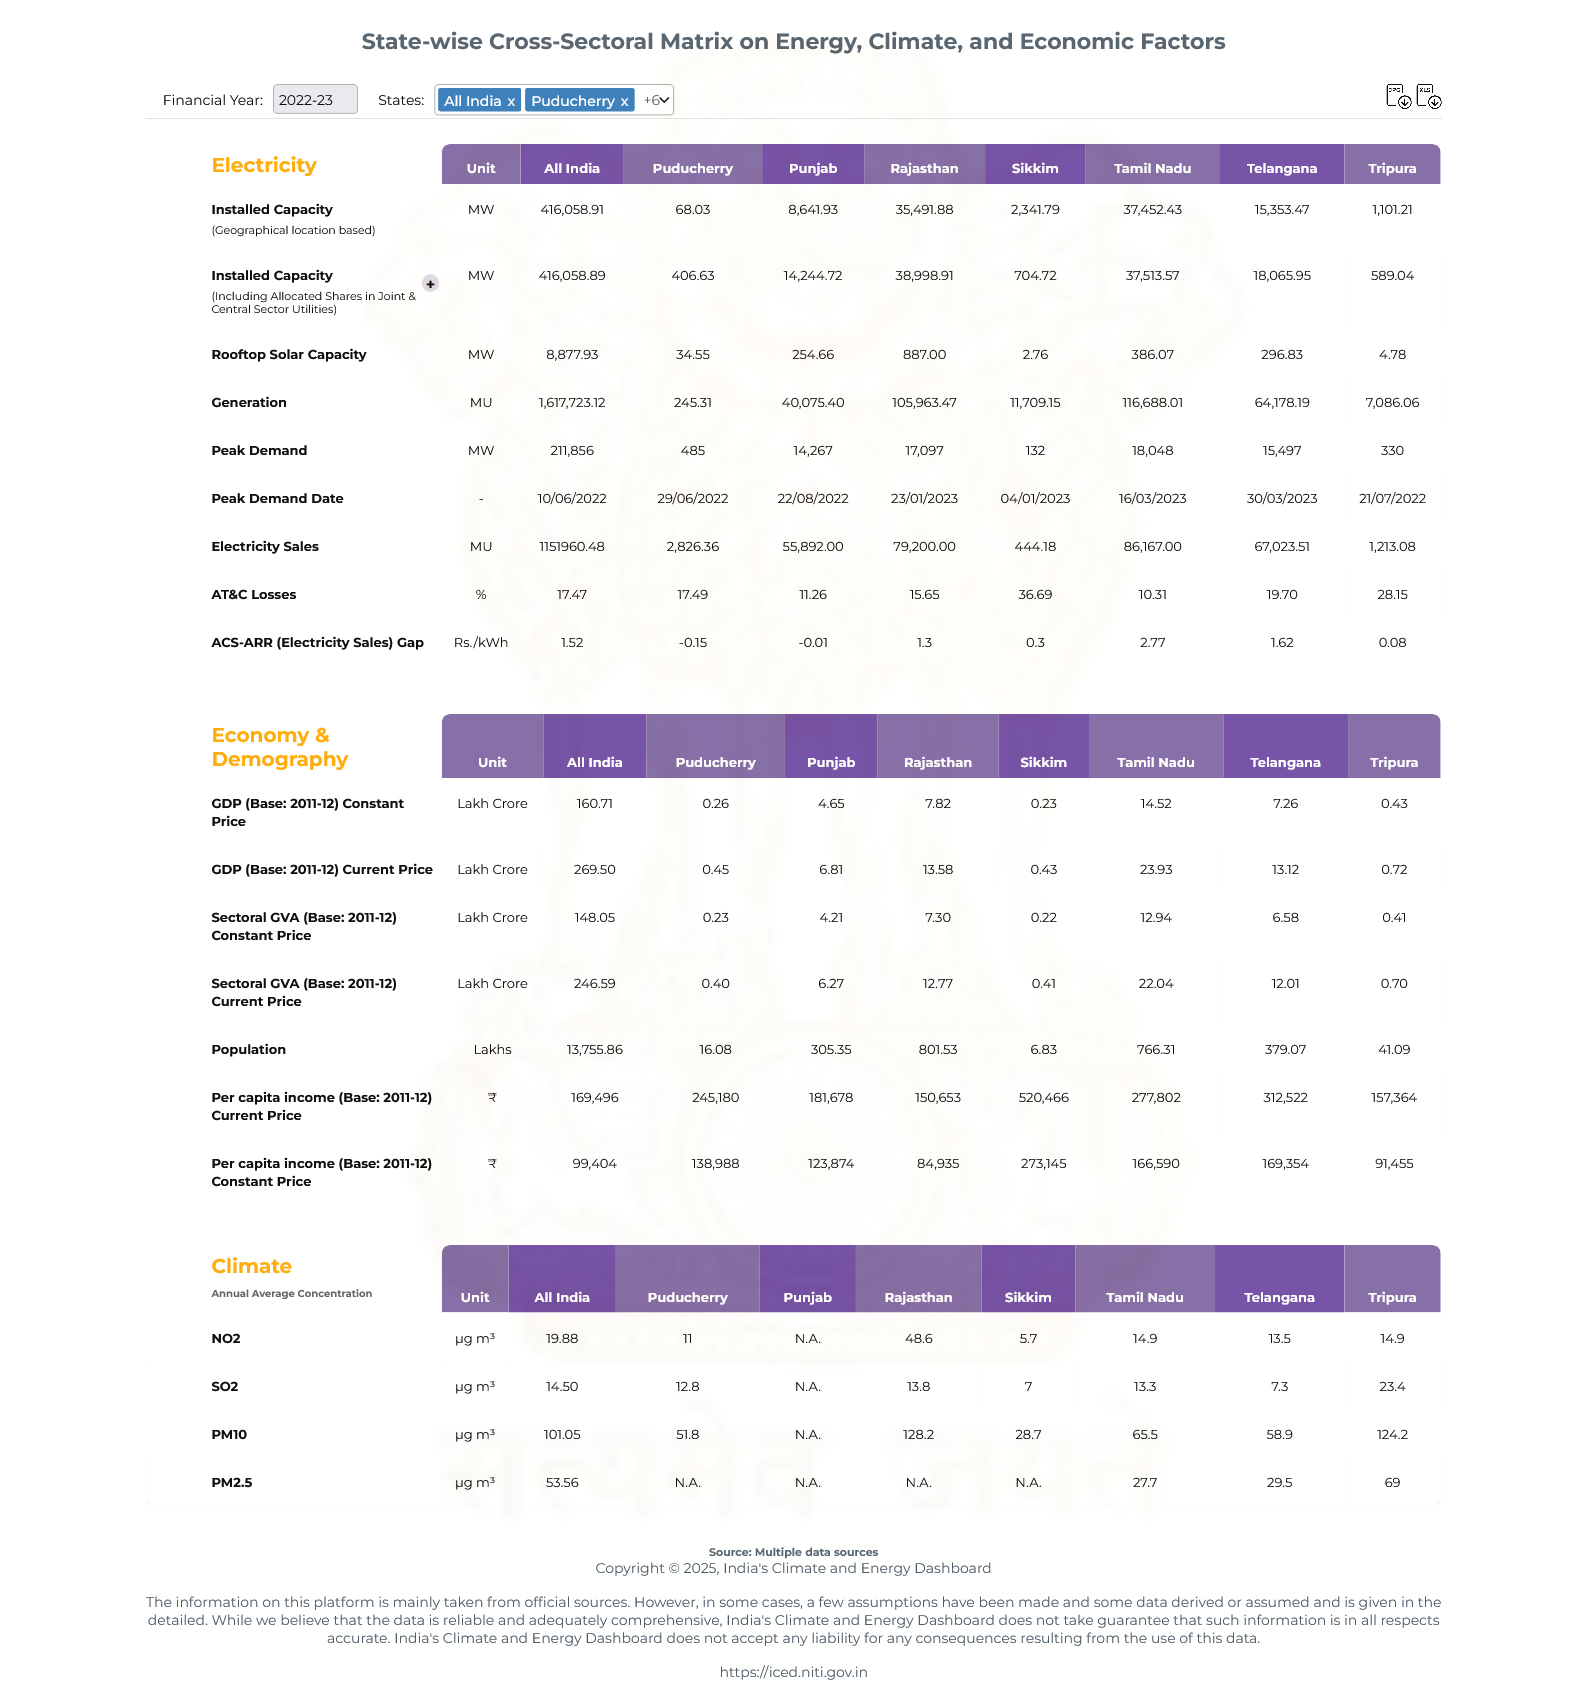 State-wise Cross-Sectoral Matrix on Energy, Climate, and Economic Factors
Financial Year: 2022-23 States: All India x Puducherry x +6
Electricity Unit All India Puducherry Punjab Rajasthan Sikkim Tamil Nadu Telangana Tripura
Installed Capacity MW 416,058.91 68.03 8,641.93 35,491.88 2,341.79 37,452.43 15,353.47 1,101.21
(Geographical location based)
Installed Capacity MW 416,058.89 406.63 14,244.72 38,998.91 704.72 37,513.57 18,065.95 589.04
(Including Allocated Shares in Joint &
Central Sector Utilities)
Rooftop Solar Capacity MW 8,877.93 34.55 254.66 887.00 2.76 386.07 296.83 4.78
Generation MU 1,617,723.12 245.31 40,075.40 105,963.47 11,709.15 116,688.01 64,178.19 7,086.06
Peak Demand MW 211,856 485 14,267 17,097 132 18,048 15,497 330
Peak Demand Date - 10/06/2022 29/06/2022 22/08/2022 23/01/2023 04/01/2023 16/03/2023 30/03/2023 21/07/2022
Electricity Sales MU 1151960.48 2,826.36 55,892.00 79,200.00 444.18 86,167.00 67,023.51 1,213.08
AT&C Losses % 17.47 17.49 11.26 15.65 36.69 10.31 19.70 28.15
ACS-ARR (Electricity Sales) Gap Rs./kWh 1.52 -0.15 -0.01 1.3 0.3 2.77 1.62 0.08
Economy &
Demography Unit All India Puducherry Punjab Rajasthan Sikkim Tamil Nadu Telangana Tripura
GDP (Base: 2011-12) Constant Lakh Crore 160.71 0.26 4.65 7.82 0.23 14.52 7.26 0.43
Price
GDP (Base: 2011-12) Current Price Lakh Crore 269.50 0.45 6.81 13.58 0.43 23.93 13.12 0.72
Sectoral GVA (Base: 2011-12) Lakh Crore 148.05 0.23 4.21 7.30 0.22 12.94 6.58 0.41
Constant Price
Sectoral GVA (Base: 2011-12) Lakh Crore 246.59 0.40 6.27 12.77 0.41 22.04 12.01 0.70
Current Price
Population Lakhs 13,755.86 16.08 305.35 801.53 6.83 766.31 379.07 41.09
Per capita income (Base: 2011-12) ₹ 169,496 245,180 181,678 150,653 520,466 277,802 312,522 157,364
Current Price
Per capita income (Base: 2011-12) ₹ 99,404 138,988 123,874 84,935 273,145 166,590 169,354 91,455
Constant Price
Climate
Annual Average Concentration Unit All India Puducherry Punjab Rajasthan Sikkim Tamil Nadu Telangana Tripura
NO2 µg m³ 19.88 11 N.A. 48.6 5.7 14.9 13.5 14.9
SO2 µg m³ 14.50 12.8 N.A. 13.8 7 13.3 7.3 23.4
PM10 µg m³ 101.05 51.8 N.A. 128.2 28.7 65.5 58.9 124.2
PM2.5 µg m³ 53.56 N.A. N.A. N.A. N.A. 27.7 29.5 69
सत्यमेव जयते
Source: Multiple data sources
Copyright © 2025, India's Climate and Energy Dashboard
The information on this platform is mainly taken from official sources. However, in some cases, a few assumptions have been made and some data derived or assumed and is given in the
detailed. While we believe that the data is reliable and adequately comprehensive, India's Climate and Energy Dashboard does not take guarantee that such information is in all respects
accurate. India's Climate and Energy Dashboard does not accept any liability for any consequences resulting from the use of this data.
https://iced.niti.gov.in